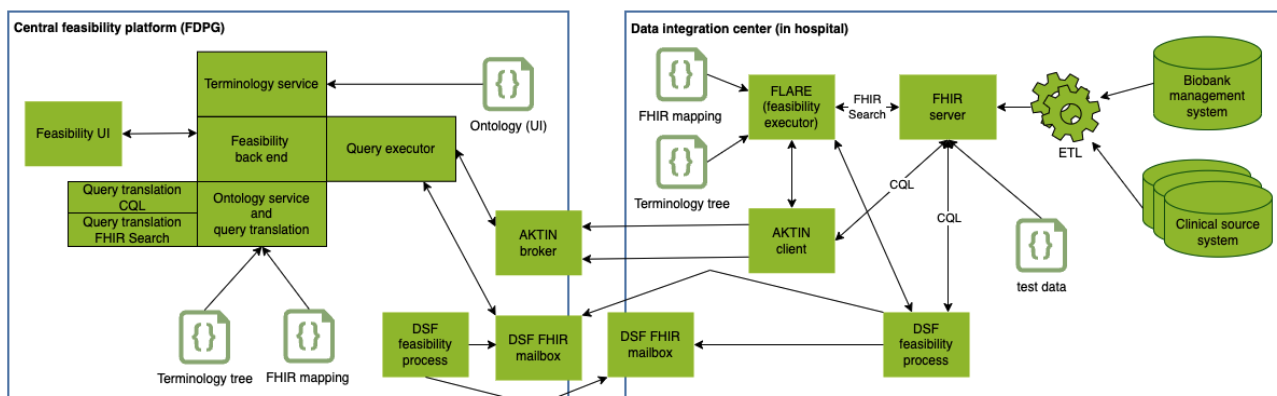 Central feasibility platform (FDPG)
Terminology service
Feasibility UI
Feasibility
back end
Query executor
Ontology (UI)
Query translation
CQL
Query translation
FHIR Search
Ontology service
and
query translation
Terminology tree
FHIR mapping
AKTIN
broker
DSF
feasibility
process
DSF FHIR
mailbox
Data integration center (in hospital)
FHIR mapping
Terminology tree
FLARE
(feasibility
executor)
FHIR
Search
FHIR
server
ETL
Biobank
management
system
Clinical source
system
CQL
CQL
AKTIN
client
test data
DSF FHIR
mailbox
DSF
feasibility
process